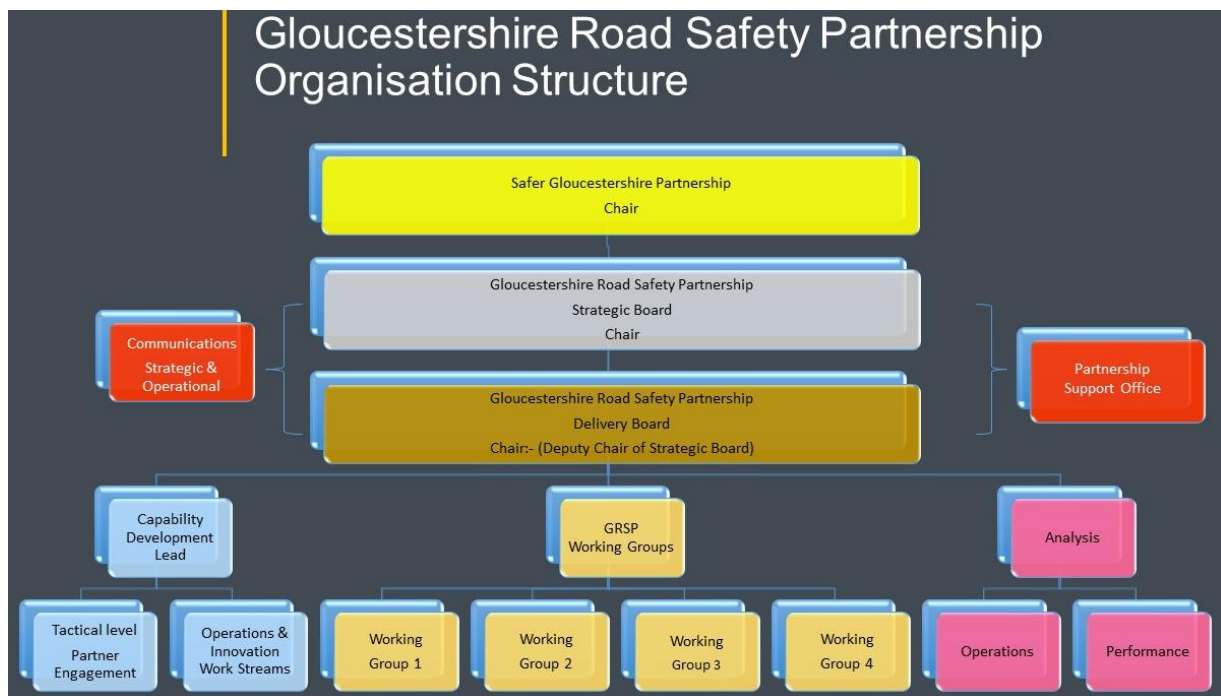 Gloucestershire Road Safety Partnership
Organisation Structure
Safer Gloucestershire Partnership
Chair
Gloucestershire Road Safety Partnership
Strategic Board
Chair
Communications
Strategic &
Operational
Partnership
Support Office
Gloucestershire Road Safety Partnership
Delivery Board
Chair:- (Deputy Chair of Strategic Board)
Capability
Development
Lead
GRSP
Working Groups
Analysis
Tactical level
Partner
Engagement
Operations &
Innovation
Work Streams
Working
Group 1
Working
Group 2
Working
Group 3
Working
Group 4
Operations
Performance